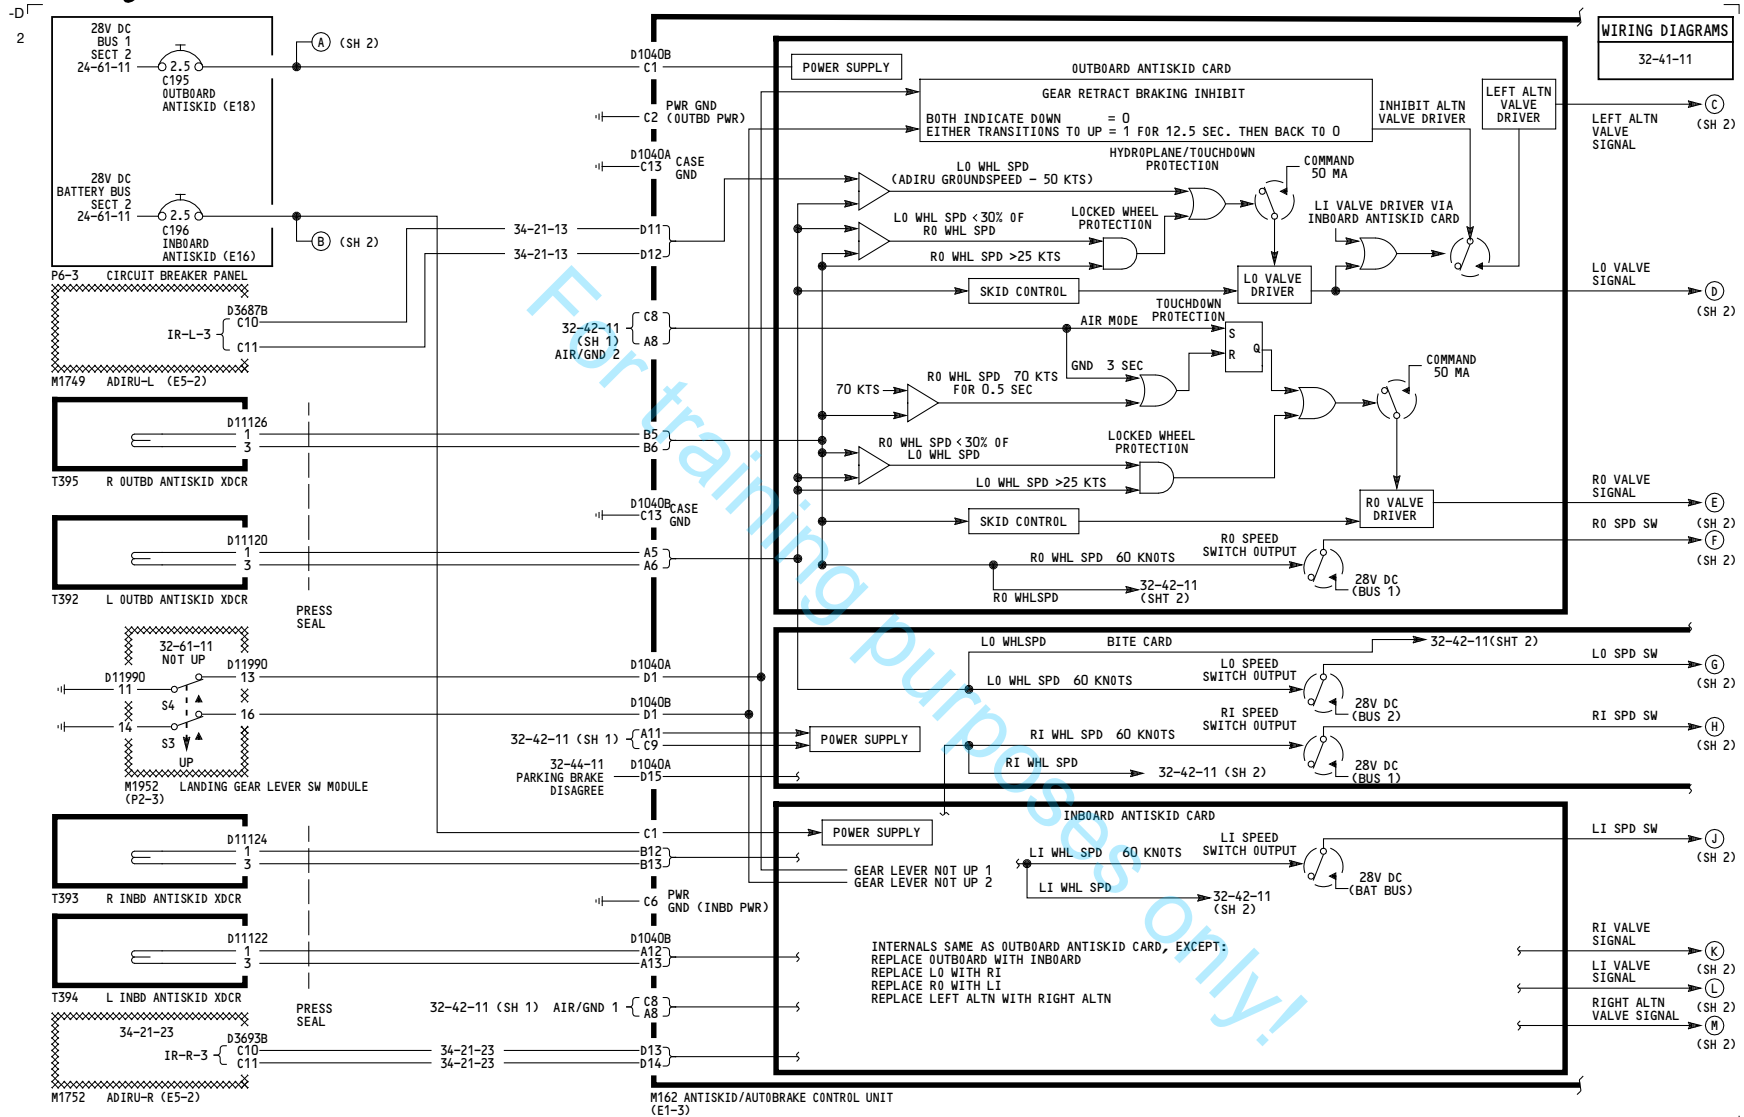 -D
2
28V DC
BUS 1
SECT 2
24-61-11
2.5
C195
OUTBOARD
ANTISKID (E18)
A (SH 2)
28V DC
BATTERY BUS
SECT 2
24-61-11
2.5
C196
INBOARD
ANTISKID (E16)
B (SH 2)
P6-3 CIRCUIT BREAKER PANEL
D3687B
IR-L-3
C10
C11
M1749 ADIRU-L (E5-2)
D11126
1
3
T395 R OUTBD ANTISKID XDCR
D11120
1
3
T392 L OUTBD ANTISKID XDCR
PRESS
SEAL
32-61-11
NOT UP
D11990
11
D11990
13
S4
14
16
S3
UP
M1952
(P2-3)
LANDING GEAR LEVER SW MODULE
D11124
1
3
T393 R INBD ANTISKID XDCR
D11122
1
3
T394 L INBD ANTISKID XDCR
PRESS
SEAL
34-21-23
D3693B
IR-R-3
C10
C11
M1752 ADIRU-R (E5-2)
34-21-13
34-21-13
34-21-23
34-21-23
D1040B
C1
PWR GND
C2 (OUTBD PWR)
D1040A
C13 CASE
GND
D11
D12
32-42-11
(SH 1)
AIR/GND 2
C8
A8
B5
B6
D1040B
C13 CASE
GND
A5
A6
D1040A
D1
D1040B
D1
32-42-11 (SH 1)
A11
C9
32-44-11
PARKING BRAKE
DISAGREE
D1040A
D15
C1
B12
B13
C6 PWR
GND (INBD PWR)
D1040B
A12
A13
32-42-11 (SH 1) AIR/GND 1
C8
A8
D13
D14
M162 ANTISKID/AUTOBRAKE CONTROL UNIT
(E1-3)
POWER SUPPLY
OUTBOARD ANTISKID CARD
GEAR RETRACT BRAKING INHIBIT
BOTH INDICATE DOWN = 0
EITHER TRANSITIONS TO UP = 1 FOR 12.5 SEC. THEN BACK TO 0
INHIBIT ALTN
VALVE DRIVER
LEFT ALTN
VALVE
DRIVER
HYDROPLANE/TOUCHDOWN
PROTECTION
LO WHL SPD
(ADIRU GROUNDSPEED - 50 KTS)
COMMAND
50 MA
LO WHL SPD <30% OF
RO WHL SPD
LOCKED WHEEL
PROTECTION
RO WHL SPD >25 KTS
LI VALVE DRIVER VIA
INBOARD ANTISKID CARD
SKID CONTROL
LO VALVE
DRIVER
TOUCHDOWN
PROTECTION
AIR MODE
S
R
Q
GND 3 SEC
70 KTS
RO WHL SPD 70 KTS
FOR 0.5 SEC
COMMAND
50 MA
RO WHL SPD <30% OF
LO WHL SPD
LOCKED WHEEL
PROTECTION
LO WHL SPD >25 KTS
SKID CONTROL
RO VALVE
DRIVER
RO WHL SPD 60 KNOTS
RO SPEED
SWITCH OUTPUT
28V DC
(BUS 1)
RO WHLSPD
32-42-11
(SHT 2)
LO WHLSPD
BITE CARD
32-42-11(SHT 2)
LO WHL SPD 60 KNOTS
LO SPEED
SWITCH OUTPUT
28V DC
(BUS 2)
POWER SUPPLY
RI WHL SPD 60 KNOTS
RI SPEED
SWITCH OUTPUT
28V DC
(BUS 1)
RI WHL SPD
32-42-11 (SH 2)
INBOARD ANTISKID CARD
POWER SUPPLY
GEAR LEVER NOT UP 1
GEAR LEVER NOT UP 2
LI WHL SPD 60 KNOTS
LI SPEED
SWITCH OUTPUT
28V DC
(BAT BUS)
LI WHL SPD
32-42-11
(SH 2)
INTERNALS SAME AS OUTBOARD ANTISKID CARD, EXCEPT:
REPLACE OUTBOARD WITH INBOARD
REPLACE LO WITH RI
REPLACE RO WITH LI
REPLACE LEFT ALTN WITH RIGHT ALTN
WIRING DIAGRAMS
32-41-11
LEFT ALTN
VALVE
SIGNAL
C
(SH 2)
LO VALVE
SIGNAL
D
(SH 2)
RO VALVE
SIGNAL
E
(SH 2)
RO SPD SW
F
(SH 2)
LO SPD SW
G
(SH 2)
RI SPD SW
H
(SH 2)
LI SPD SW
J
(SH 2)
RI VALVE
SIGNAL
K
(SH 2)
LI VALVE
SIGNAL
L
(SH 2)
RIGHT ALTN
VALVE SIGNAL
M
(SH 2)
For training purposes only!